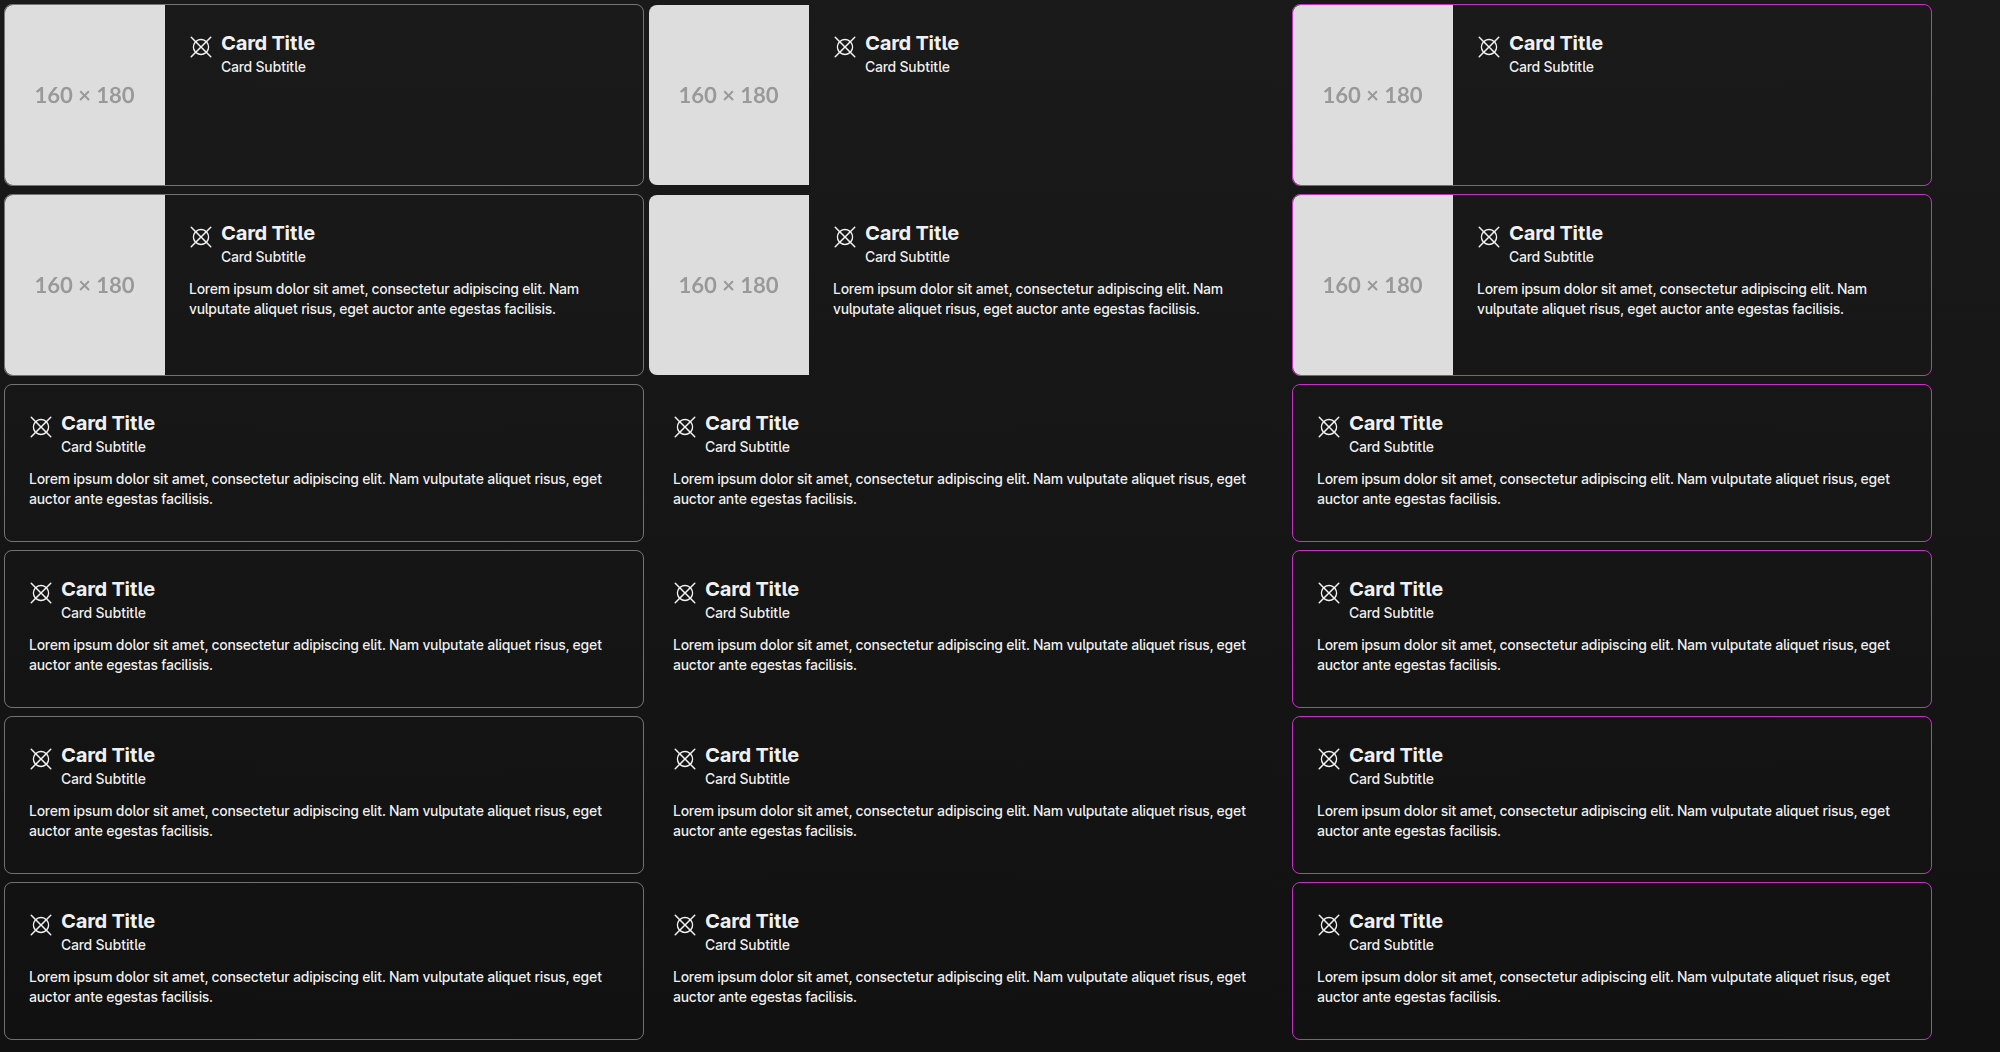 160 × 180
Card Title
Card Subtitle
160 × 180
Card Title
Card Subtitle
160 × 180
Card Title
Card Subtitle
160 × 180
Card Title
Card Subtitle
Lorem ipsum dolor sit amet, consectetur adipiscing elit. Nam
vulputate aliquet risus, eget auctor ante egestas facilisis.
160 × 180
Card Title
Card Subtitle
Lorem ipsum dolor sit amet, consectetur adipiscing elit. Nam
vulputate aliquet risus, eget auctor ante egestas facilisis.
160 × 180
Card Title
Card Subtitle
Lorem ipsum dolor sit amet, consectetur adipiscing elit. Nam
vulputate aliquet risus, eget auctor ante egestas facilisis.
Card Title
Card Subtitle
Lorem ipsum dolor sit amet, consectetur adipiscing elit. Nam vulputate aliquet risus, eget
auctor ante egestas facilisis.
Card Title
Card Subtitle
Lorem ipsum dolor sit amet, consectetur adipiscing elit. Nam vulputate aliquet risus, eget
auctor ante egestas facilisis.
Card Title
Card Subtitle
Lorem ipsum dolor sit amet, consectetur adipiscing elit. Nam vulputate aliquet risus, eget
auctor ante egestas facilisis.
Card Title
Card Subtitle
Lorem ipsum dolor sit amet, consectetur adipiscing elit. Nam vulputate aliquet risus, eget
auctor ante egestas facilisis.
Card Title
Card Subtitle
Lorem ipsum dolor sit amet, consectetur adipiscing elit. Nam vulputate aliquet risus, eget
auctor ante egestas facilisis.
Card Title
Card Subtitle
Lorem ipsum dolor sit amet, consectetur adipiscing elit. Nam vulputate aliquet risus, eget
auctor ante egestas facilisis.
Card Title
Card Subtitle
Lorem ipsum dolor sit amet, consectetur adipiscing elit. Nam vulputate aliquet risus, eget
auctor ante egestas facilisis.
Card Title
Card Subtitle
Lorem ipsum dolor sit amet, consectetur adipiscing elit. Nam vulputate aliquet risus, eget
auctor ante egestas facilisis.
Card Title
Card Subtitle
Lorem ipsum dolor sit amet, consectetur adipiscing elit. Nam vulputate aliquet risus, eget
auctor ante egestas facilisis.
Card Title
Card Subtitle
Lorem ipsum dolor sit amet, consectetur adipiscing elit. Nam vulputate aliquet risus, eget
auctor ante egestas facilisis.
Card Title
Card Subtitle
Lorem ipsum dolor sit amet, consectetur adipiscing elit. Nam vulputate aliquet risus, eget
auctor ante egestas facilisis.
Card Title
Card Subtitle
Lorem ipsum dolor sit amet, consectetur adipiscing elit. Nam vulputate aliquet risus, eget
auctor ante egestas facilisis.